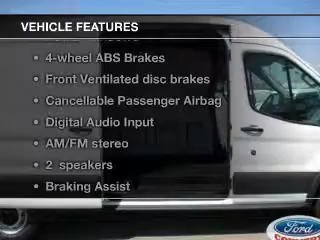 VEHICLE FEATURES
• 4-wheel ABS Brakes
• Front Ventilated disc brakes
• Cancellable Passenger Airbag
• Digital Audio Input
• AM/FM stereo
• 2 speakers
• Braking Assist
Ford